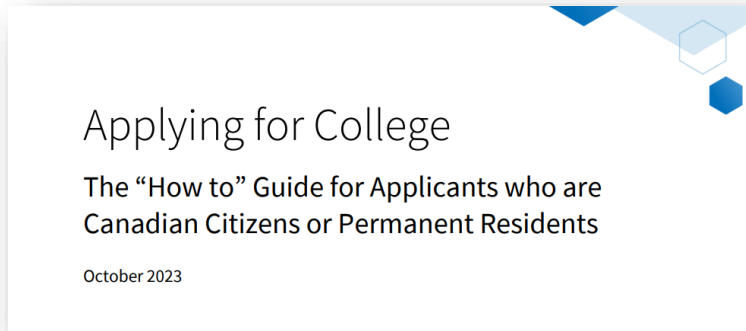 Applying for College
The “How to” Guide for Applicants who are
Canadian Citizens or Permanent Residents
October 2023